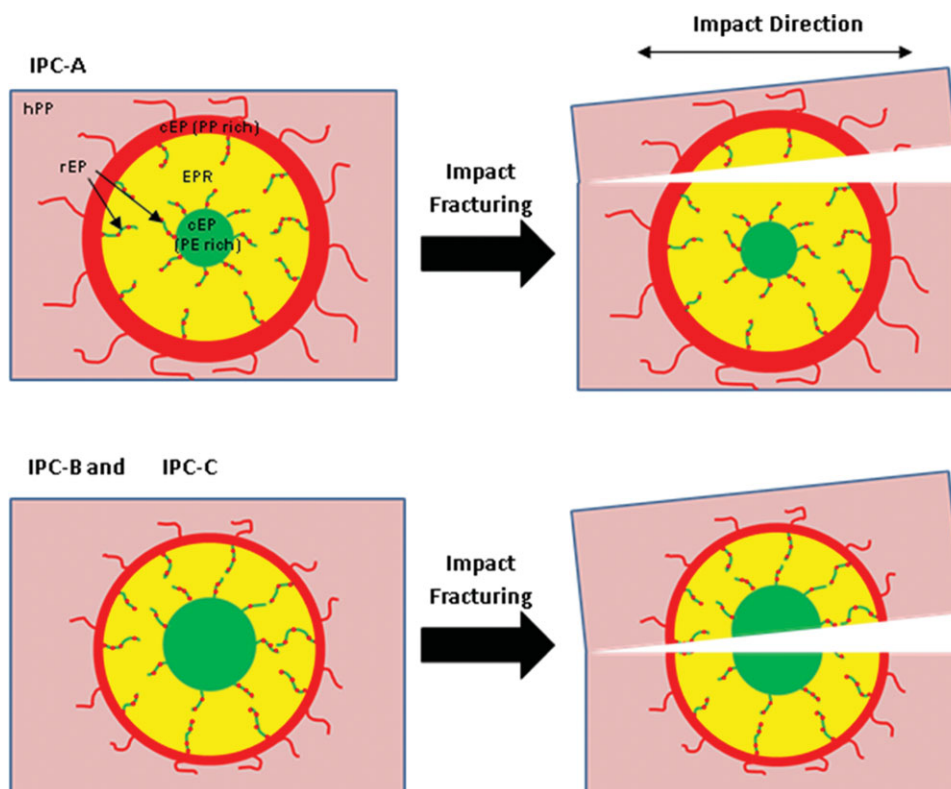 Impact Direction
IPC-A
hPP
cEP (PP rich)
rEP
EPR
cEP
(PE rich)
Impact
Fracturing
IPC-B and IPC-C
Impact
Fracturing